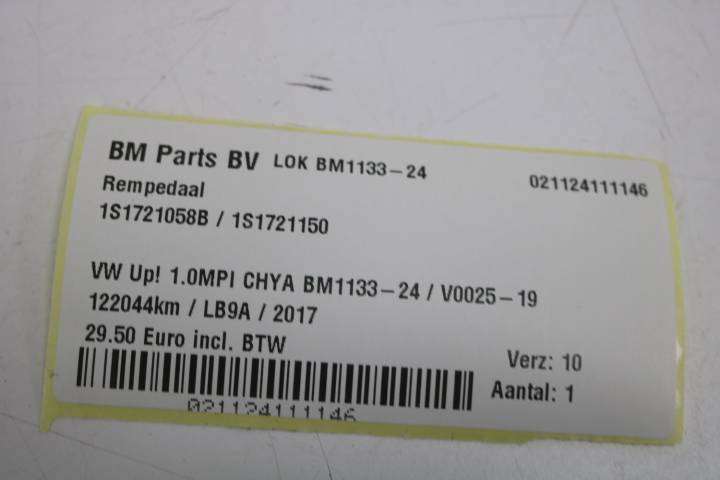 BM Parts BV LOK BM1133-24
021124111146
Rempedaal
1S1721058B / 1S1721150
VW Up! 1.0MPI CHYA BM1133-24 / V0025-19
122044km / LB9A / 2017
29.50 Euro incl. BTW
Verz: 10
Aantal: 1
021124111146